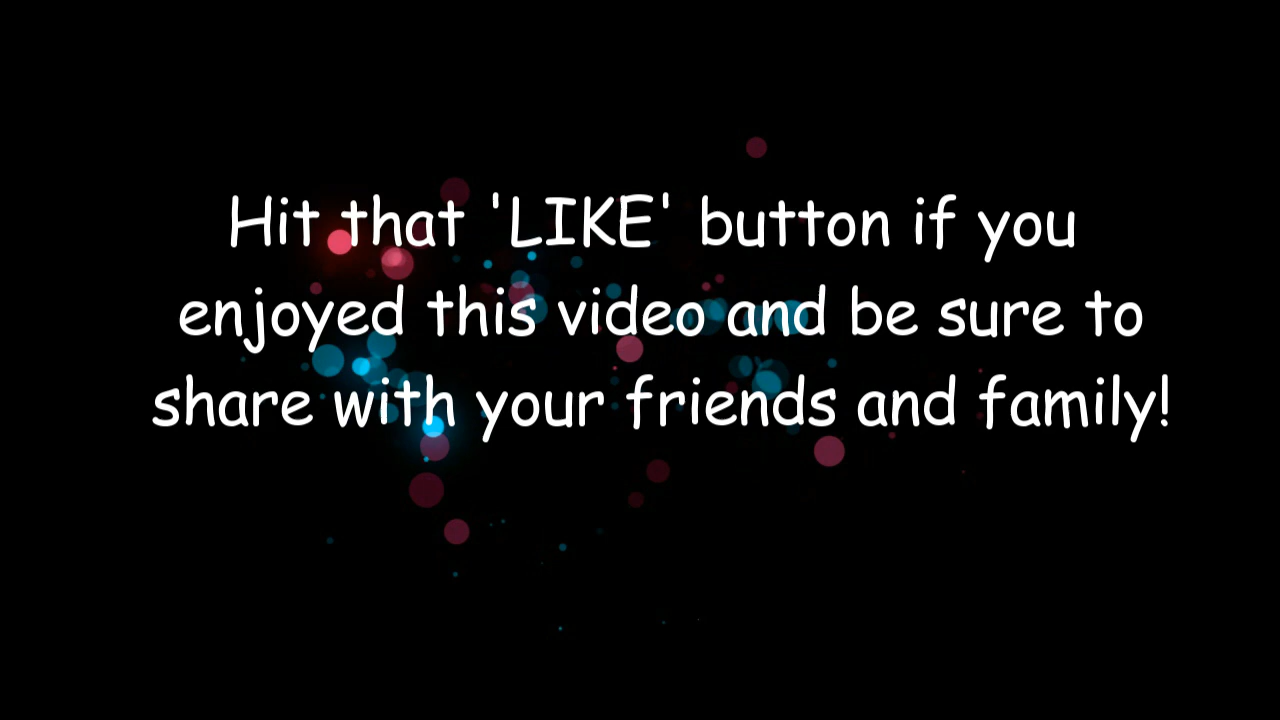 Hit that 'LIKE' button if you
enjoyed this video and be sure to
share with your friends and family!